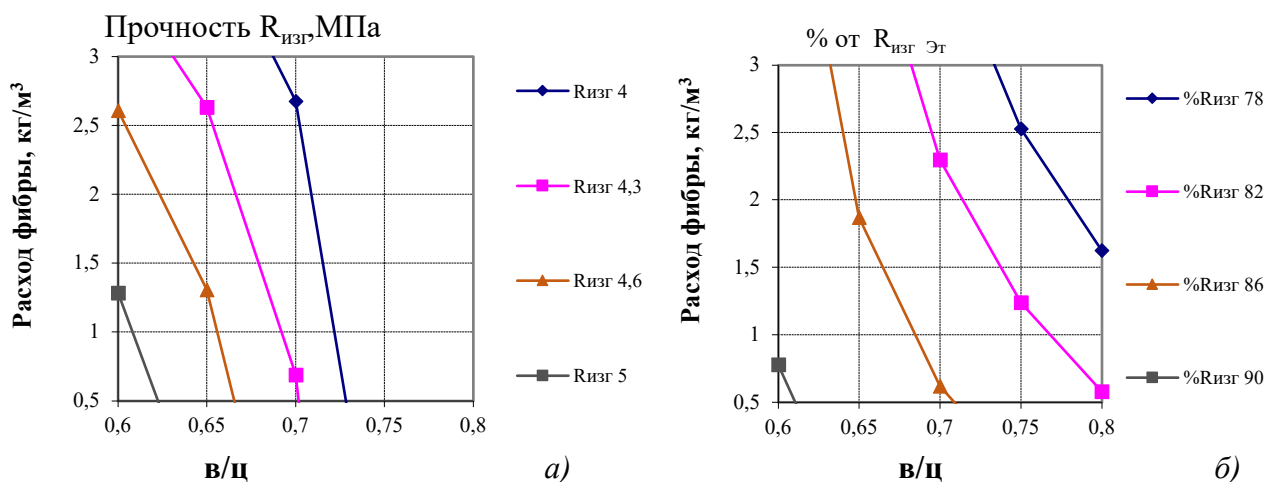 Прочность Rизг,МПа
Расход фибры, кг/м³
3
2,5
2
1,5
1
0,5
0,6
0,65
0,7
0,75
0,8
в/ц
а)
Rизг 4
Rизг 4,3
Rизг 4,6
Rизг 5
% от Rизг Эт
Расход фибры, кг/м³
3
2,5
2
1,5
1
0,5
0,6
0,65
0,7
0,75
0,8
в/ц
б)
%Rизг 78
%Rизг 82
%Rизг 86
%Rизг 90